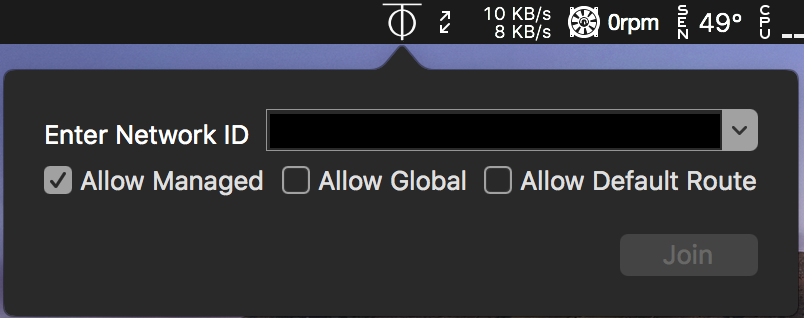 10 KB/s
8 KB/s
0rpm
SEN
49°
CPU
Enter Network ID
Allow Managed
Allow Global
Allow Default Route
Join